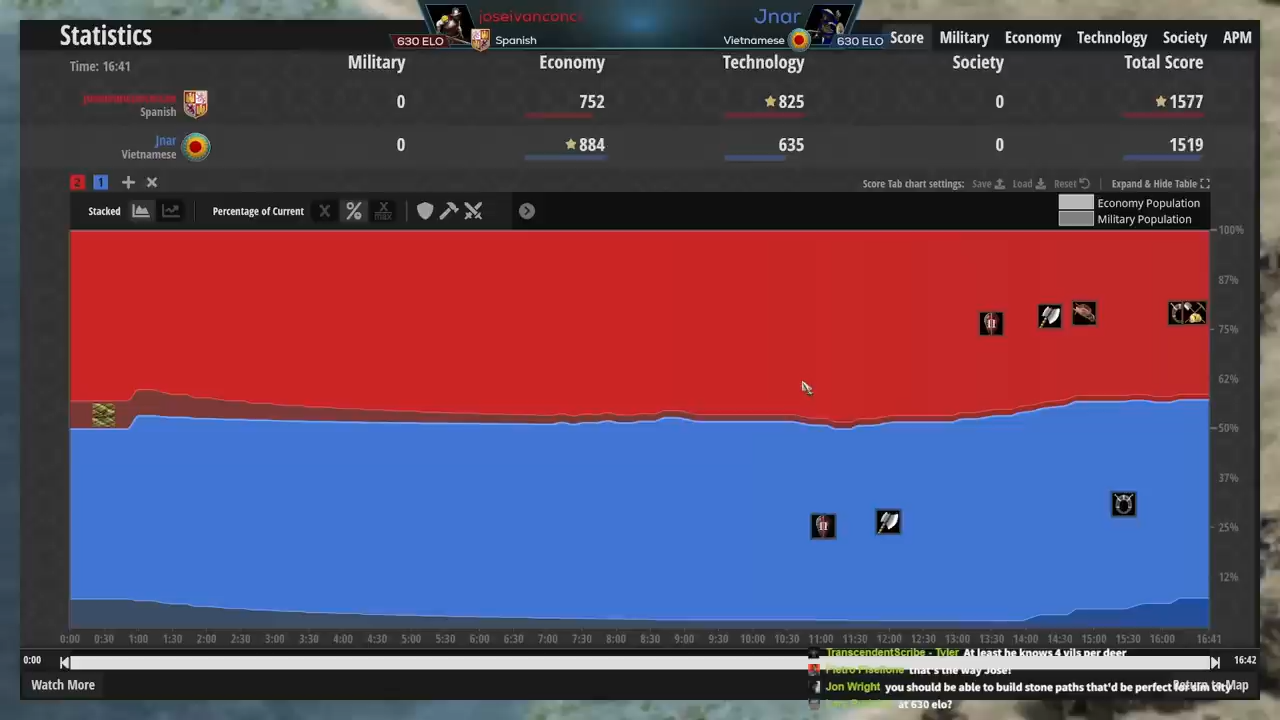 Statistics
joseivanconc
630 ELO
Spanish
Jnar
Vietnamese
630 ELO
Score Military Economy Technology Society APM
Time: 16:41
Military Economy Technology Society Total Score
Spanish
0 752 825 0 1577
Jnar
Vietnamese
0 884 635 0 1519
2 1
Score Tab chart settings: Save Load Reset Expand & Hide Table
Stacked Percentage of Current X % X max
Economy Population
Military Population
100%
87%
75%
62%
50%
37%
25%
12%
0:00 0:30 1:00 1:30 2:00 2:30 3:00 3:30 4:00 4:30 5:00 5:30 6:00 6:30 7:00 7:30 8:00 8:30 9:00 9:30 10:00 10:30 11:00 11:30 12:00 12:30 13:00 13:30 14:00 14:30 15:00 15:30 16:00 16:41
0:00 16:42
Watch More
Return to Map
TranscendentScribe - Tyler At least he knows 4 vils per deer
that's the way Jose!
Jon Wright you should be able to build stone paths that'd be perfect for sim city
at 630 elo?